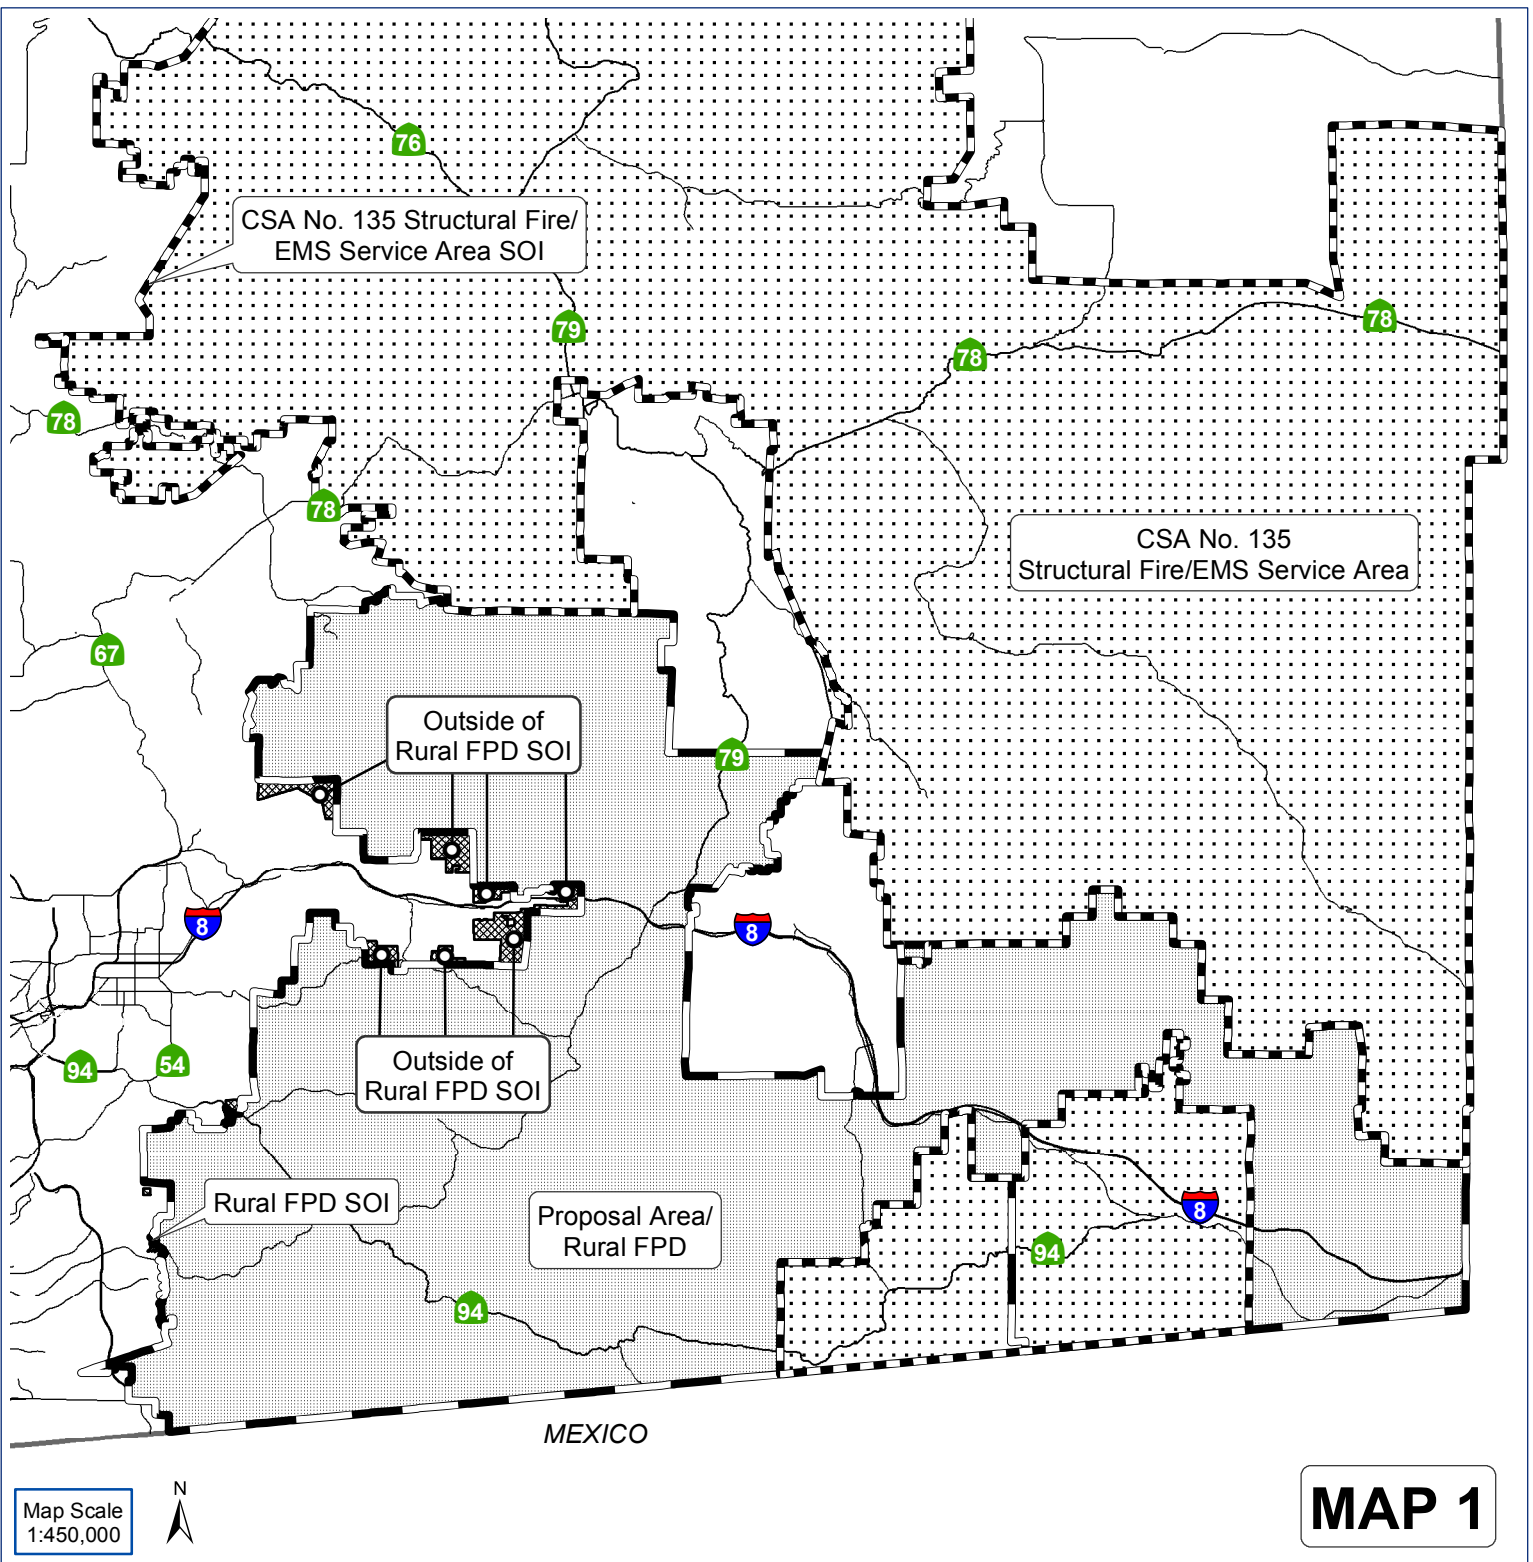 76
CSA No. 135 Structural Fire/
EMS Service Area SOI
79
78
78
78
78
CSA No. 135
Structural Fire/EMS Service Area
67
Outside of
Rural FPD SOI
79
8
8
94
54
Outside of
Rural FPD SOI
Rural FPD SOI
Proposal Area/
Rural FPD
8
94
94
MEXICO
Map Scale
1:450,000
N
MAP 1